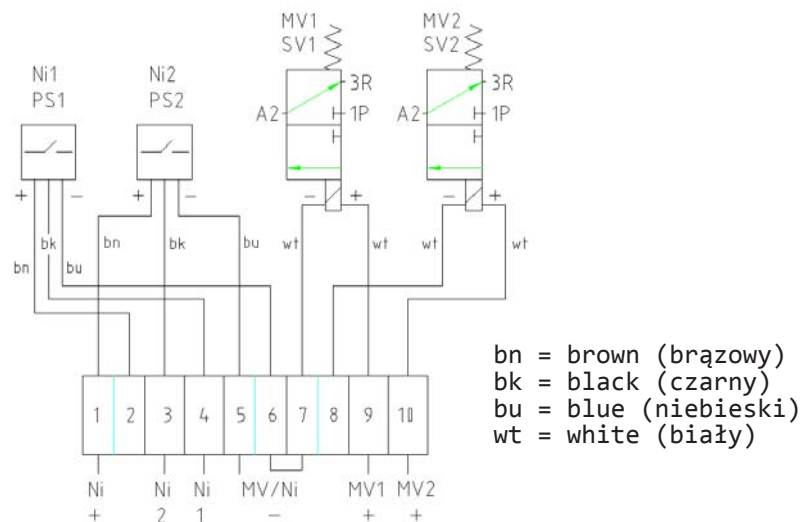 MV1 MV2
SV1 SV2
Ni1 Ni2
PS1 PS2
3R 3R
A2 1P A2 1P
+ - + - - + - +
bn bk bu bn bk bu wt wt wt wt
1 2 3 4 5 6 7 8 9 10
Ni Ni Ni MV/Ni MV1 MV2
+ 2 1 - + +
bn = brown (brązowy)
bk = black (czarny)
bu = blue (niebieski)
wt = white (biały)